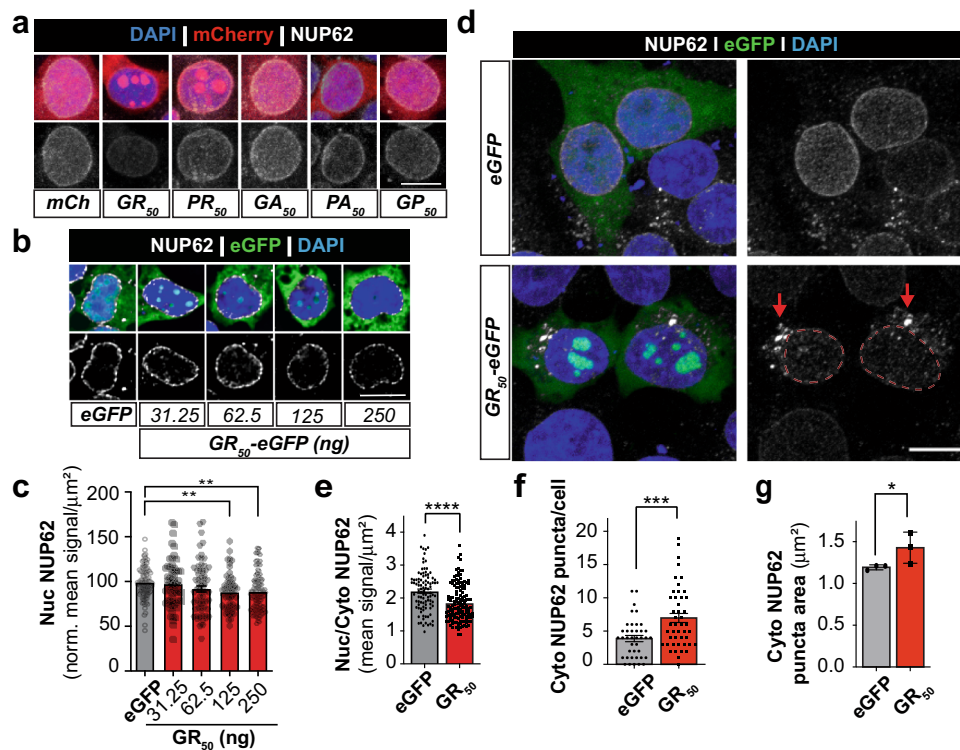 a
DAPI | mCherry | NUP62
mCh GR50 PR50 GA50 PA50 GP50
b
NUP62 | eGFP | DAPI
eGFP 31.25 62.5 125 250
GR50-eGFP (ng)
c
Nuc NUP62
(norm. mean signal/µm²)
200
150
100
50
0
**
**
eGFP 31.25 62.5 125 250
GR50 (ng)
d
NUP62 I eGFP I DAPI
eGFP
GR50-eGFP
e
Nuc/Cyto NUP62
(mean signal/µm²)
5
4
3
2
1
0
****
eGFP GR50
f
Cyto NUP62 puncta/cell
20
15
10
5
0
***
eGFP GR50
g
Cyto NUP62
puncta area (µm²)
1.5
1.0
0.5
0.0
*
eGFP GR50